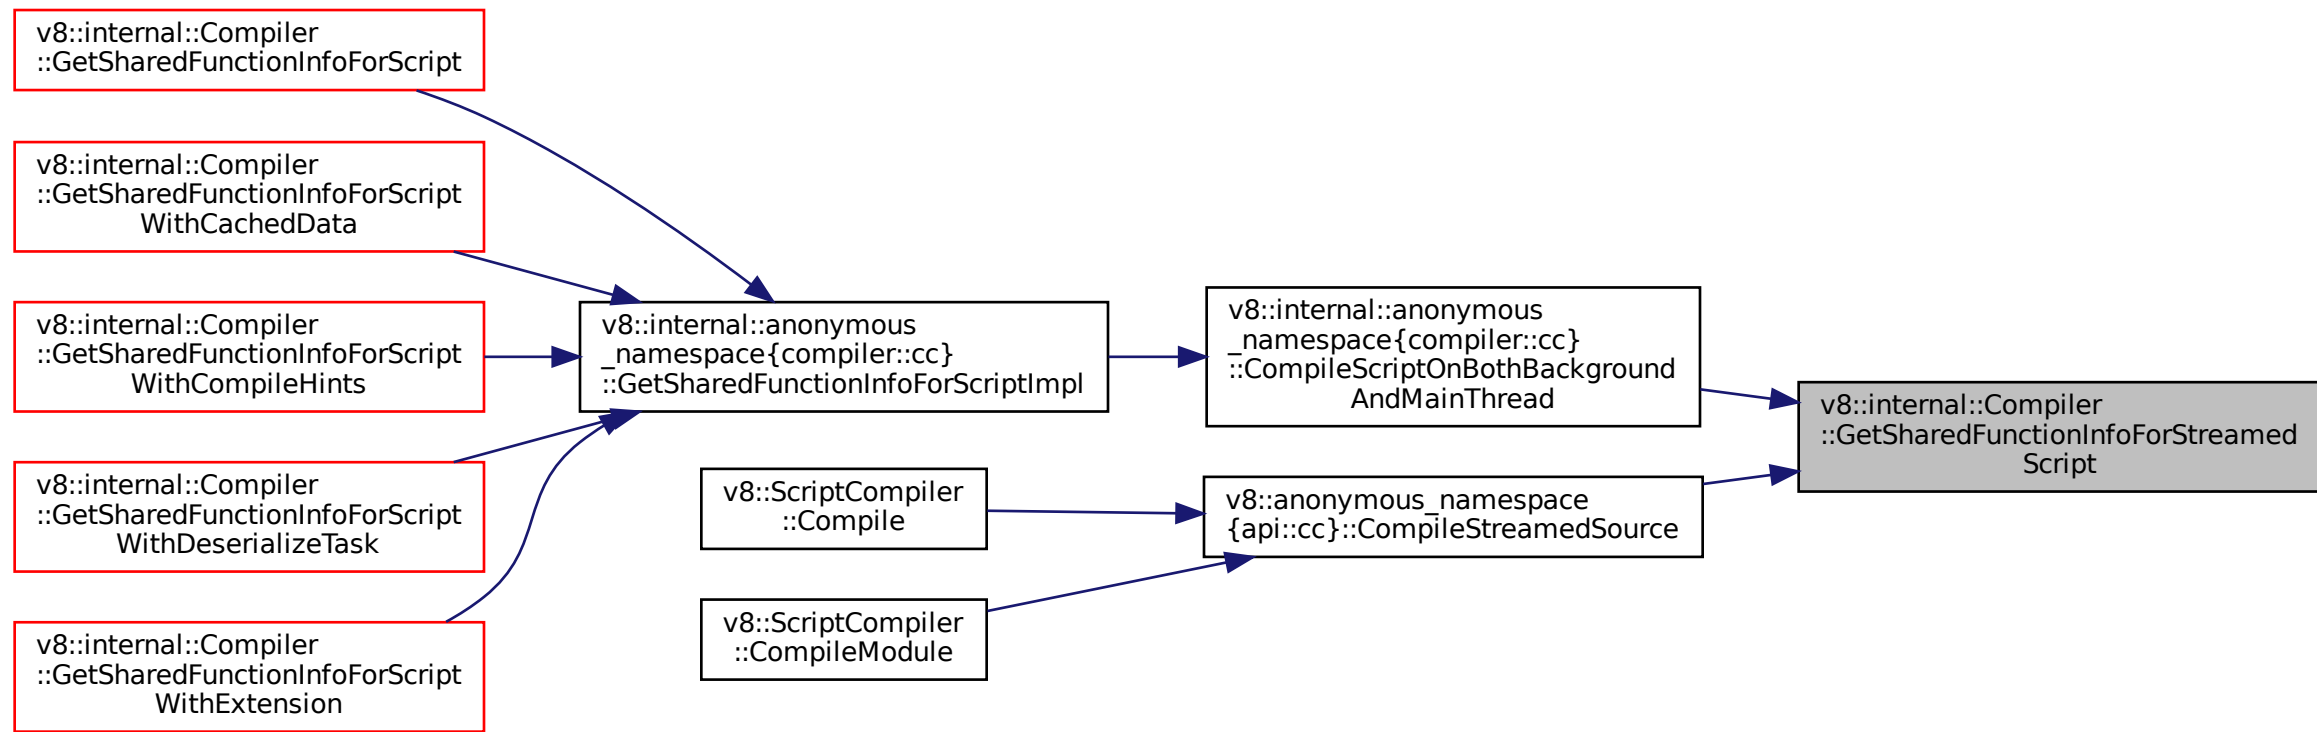 v8::internal::Compiler
::GetSharedFunctionInfoForScript
v8::internal::Compiler
::GetSharedFunctionInfoForScript
WithCachedData
v8::internal::Compiler
::GetSharedFunctionInfoForScript
WithCompileHints
v8::internal::Compiler
::GetSharedFunctionInfoForScript
WithDeserializeTask
v8::internal::Compiler
::GetSharedFunctionInfoForScript
WithExtension
v8::internal::anonymous
_namespace{compiler::cc}
::GetSharedFunctionInfoForScriptImpl
v8::ScriptCompiler
::Compile
v8::ScriptCompiler
::CompileModule
v8::internal::anonymous
_namespace{compiler::cc}
::CompileScriptOnBothBackground
AndMainThread
v8::anonymous_namespace
{api::cc}::CompileStreamedSource
v8::internal::Compiler
::GetSharedFunctionInfoForStreamed
Script